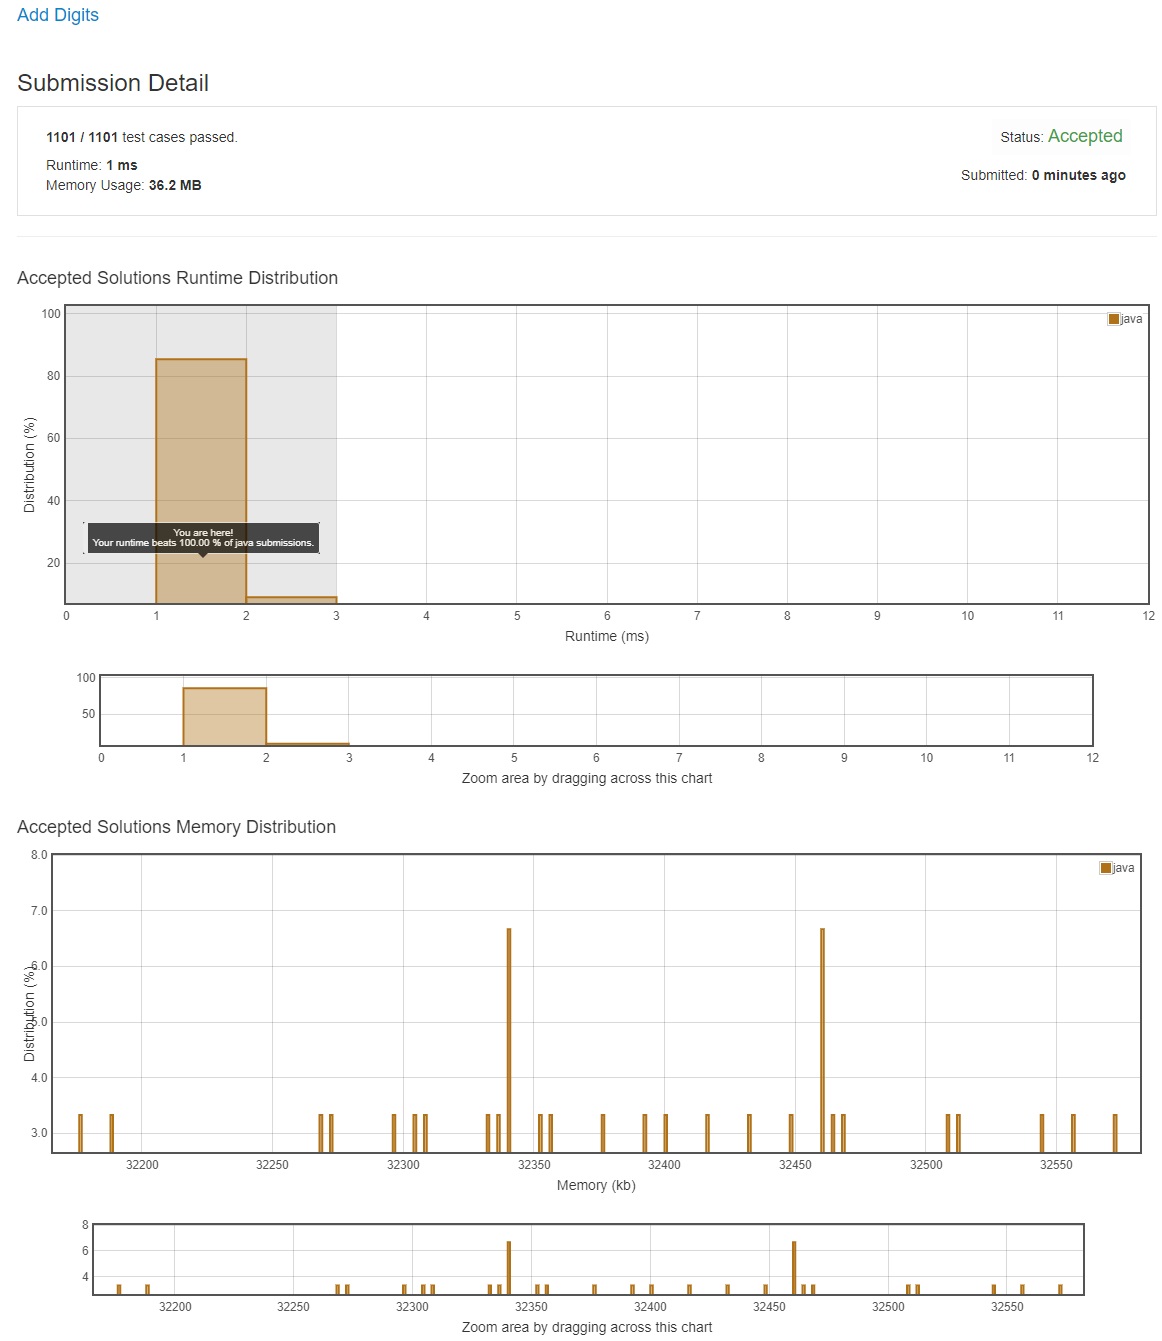 Add Digits
Submission Detail
1101 / 1101 test cases passed.
Status: Accepted
Runtime: 1 ms
Memory Usage: 36.2 MB
Submitted: 0 minutes ago
Accepted Solutions Runtime Distribution
100
80
60
40
20
Distribution (%)
java
You are here!
Your runtime beats 100.00 % of java submissions.
0 1 2 3 4 5 6 7 8 9 10 11 12
Runtime (ms)
100
50
0 1 2 3 4 5 6 7 8 9 10 11 12
Zoom area by dragging across this chart
Accepted Solutions Memory Distribution
8.0
7.0
6.0
5.0
4.0
3.0
Distribution (%)
java
32200 32250 32300 32350 32400 32450 32500 32550
Memory (kb)
8
6
4
32200 32250 32300 32350 32400 32450 32500 32550
Zoom area by dragging across this chart